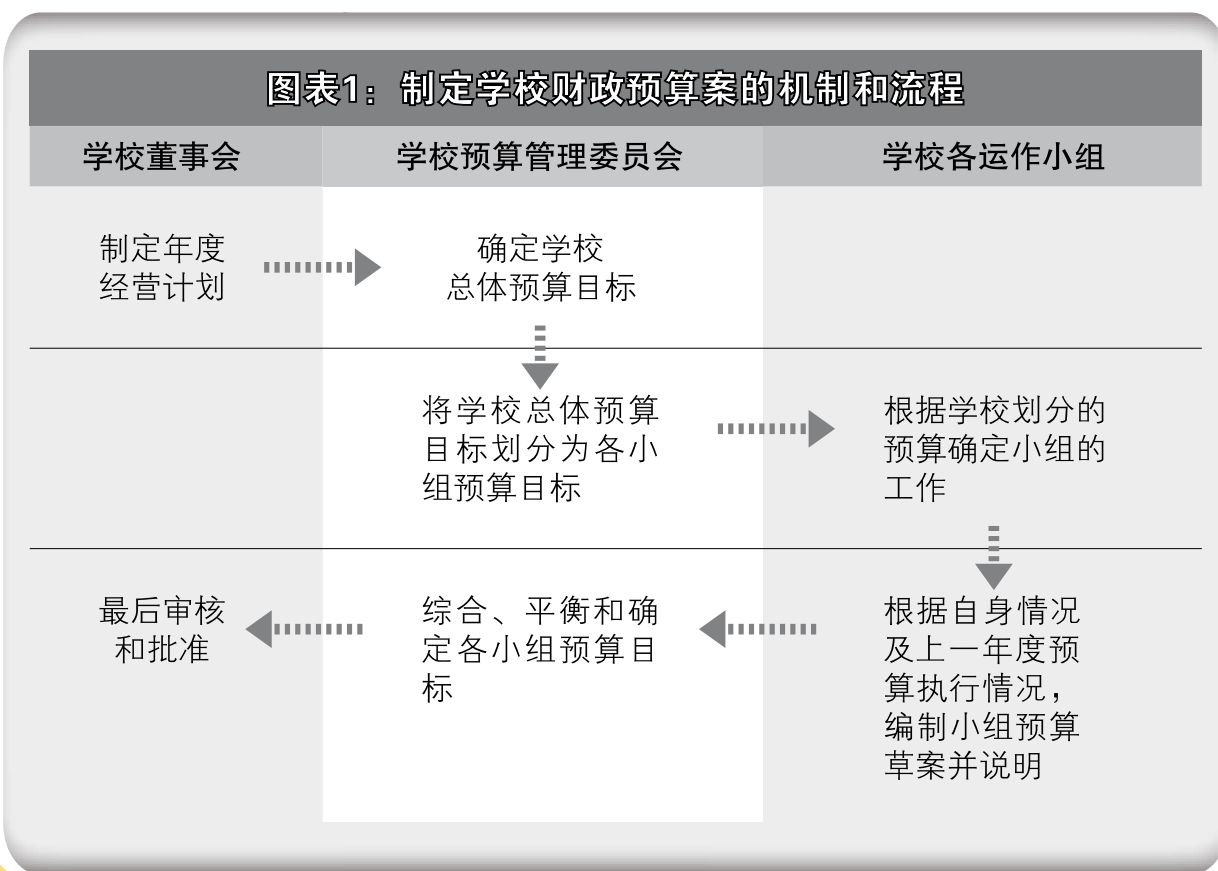 图表1：制定学校财政预算案的机制和流程
学校董事会
学校预算管理委员会
学校各运作小组
制定年度
经营计划
确定学校
总体预算目标
将学校总体预算
目标划分为各小
组预算目标
根据学校划分的
预算确定小组的
工作
最后审核
和批准
综合、平衡和确
定各小组预算目
标
根据自身情况
及上一年度预
算执行情况，
编制小组预算
草案并说明